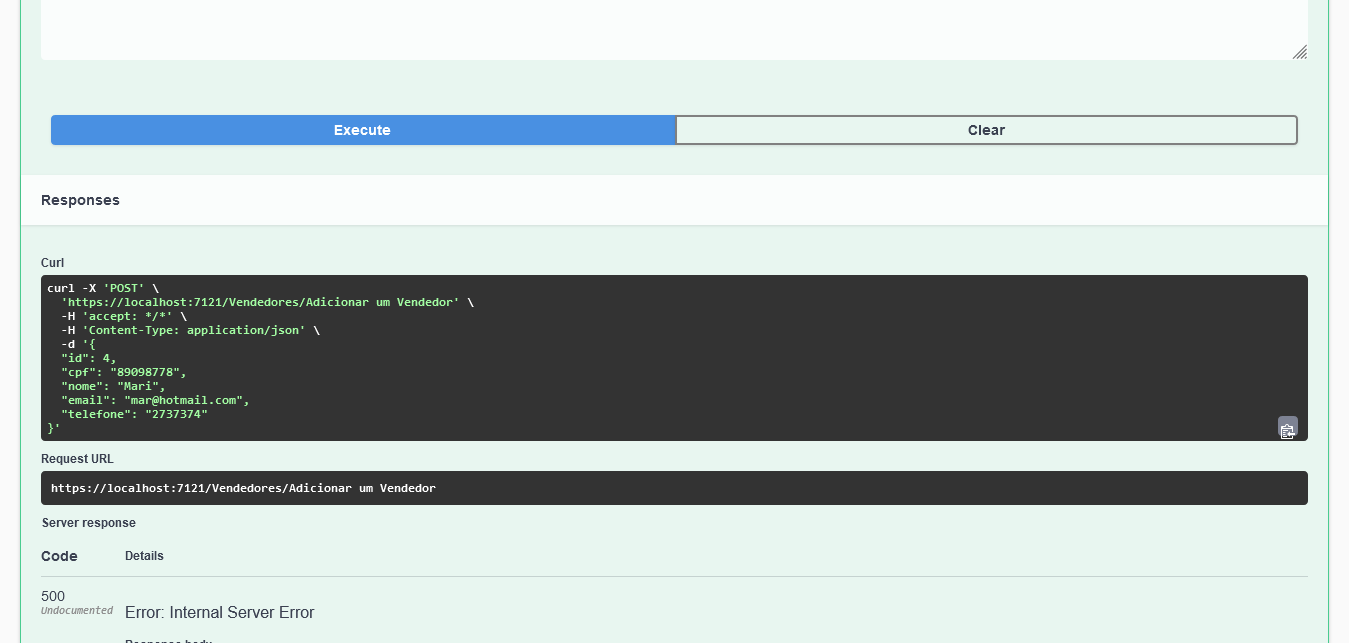 Execute
Clear
Responses
Curl
curl -X 'POST' \
  'https://localhost:7121/Vendedores/Adicionar um Vendedor' \
  -H 'accept: */*' \
  -H 'Content-Type: application/json' \
  -d '{
  "id": 4,
  "cpf": "89098778",
  "nome": "Mari",
  "email": "mar@hotmail.com",
  "telefone": "2737374"
}'
Request URL
https://localhost:7121/Vendedores/Adicionar um Vendedor
Server response
Code Details
500
Undocumented
Error: Internal Server Error